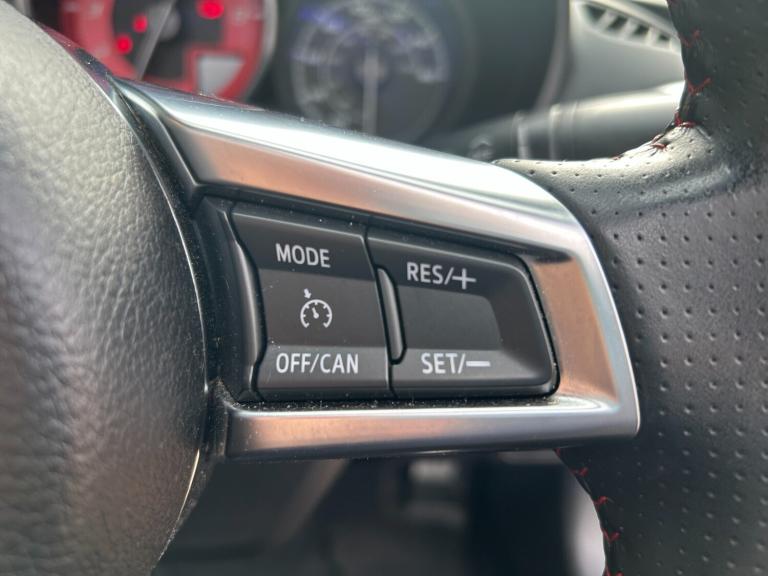 MODE
RES/+
OFF/CAN
SET/—